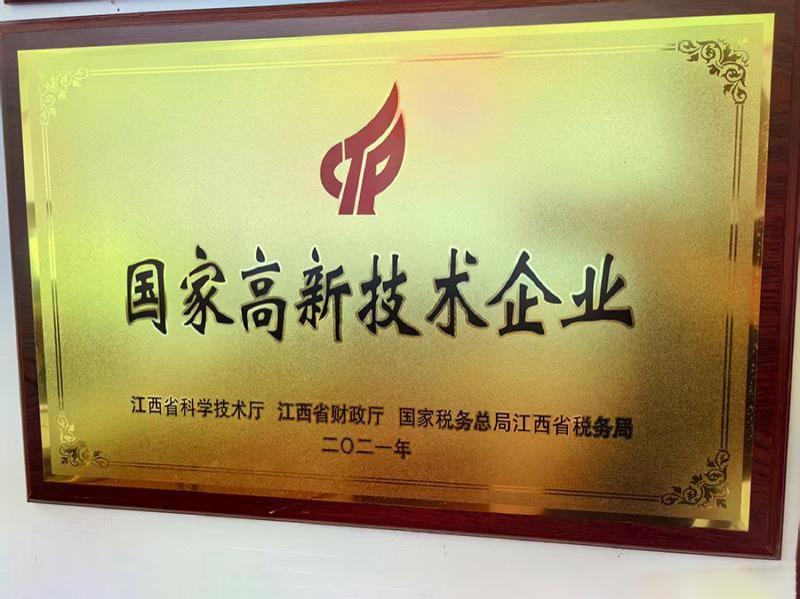 CTP
国家高新技术企业
江西省科学技术厅 江西省财政厅 国家税务总局江西省税务局
二〇二一年